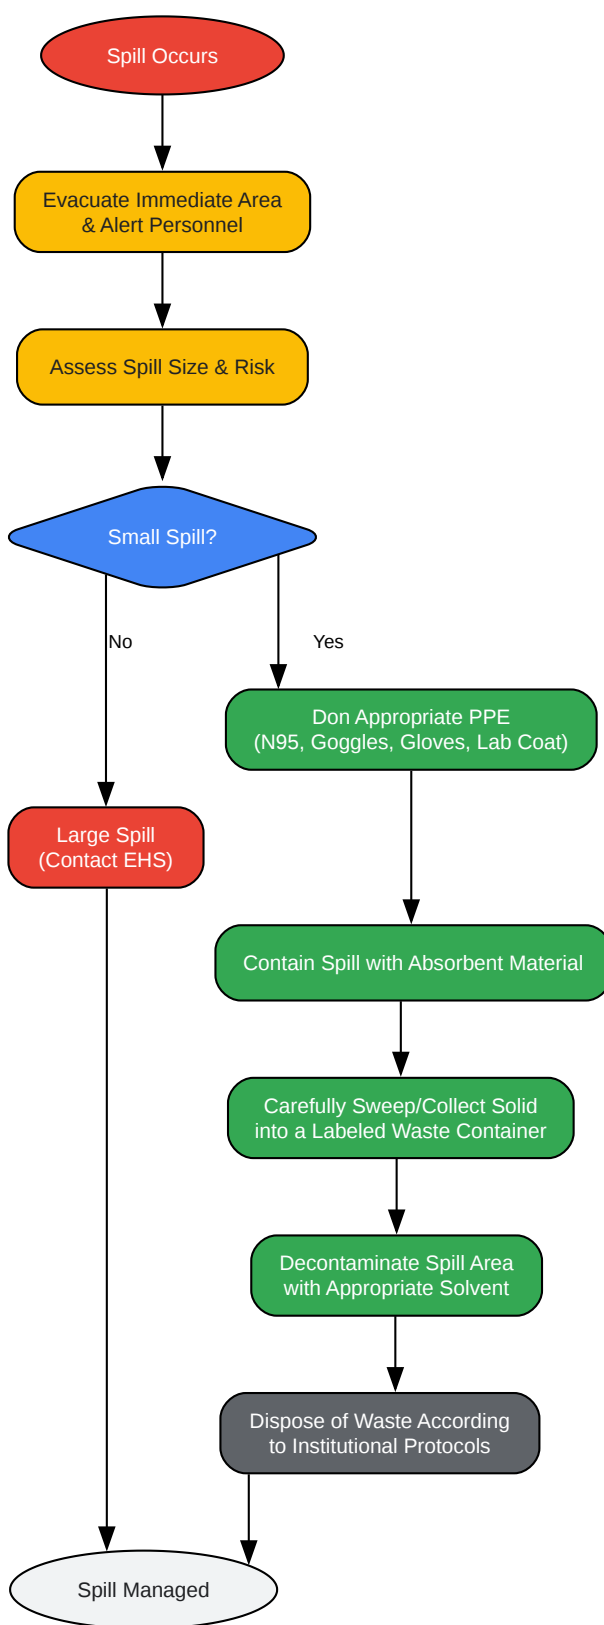 Spill Occurs
Evacuate Immediate Area
& Alert Personnel
Assess Spill Size & Risk
Small Spill?
No
Yes
Don Appropriate PPE
(N95, Goggles, Gloves, Lab Coat)
Large Spill
(Contact EHS)
Contain Spill with Absorbent Material
Carefully Sweep/Collect Solid
into a Labeled Waste Container
Decontaminate Spill Area
with Appropriate Solvent
Dispose of Waste According
to Institutional Protocols
Spill Managed